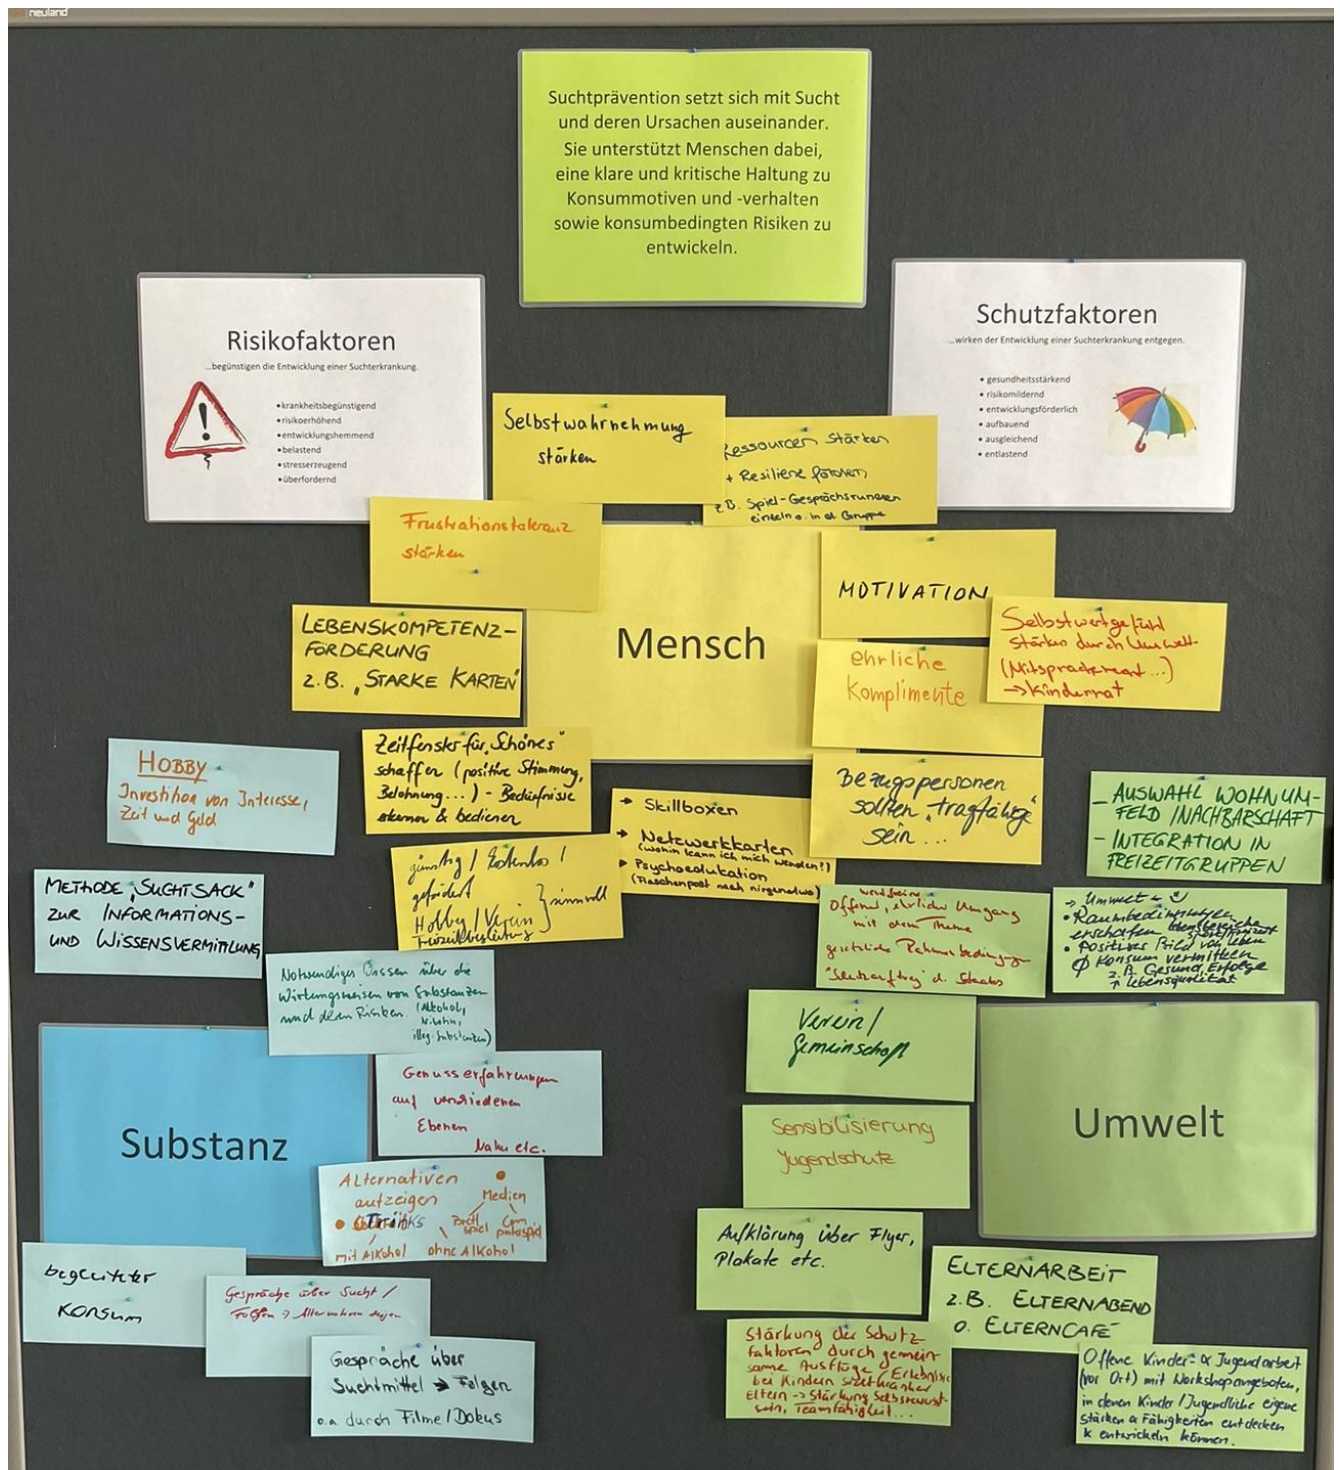 neuland
Suchtprävention setzt sich mit Sucht
und deren Ursachen auseinander.
Sie unterstützt Menschen dabei,
eine klare und kritische Haltung zu
Konsummotiven und -verhalten
sowie konsumbedingten Risiken zu
entwickeln.
Risikofaktoren
...begünstigen die Entwicklung einer Suchterkrankung.
• krankheitsbegünstigend
• risikoerhöhend
• entwicklungshemmend
• belastend
• stresserzeugend
• überfordernd
Schutzfaktoren
...wirken der Entwicklung einer Suchterkrankung entgegen.
• gesundheitsstärkend
• risikomildernd
• entwicklungsförderlich
• aufbauend
• ausgleichend
• entlastend
Selbstwahrnehmung
stärken
Ressourcen stärken
+ Resilienz fördern
z.B. Spiel-Gesprächsrunden
einzeln o. in d. Gruppe
Frustrationstoleranz
stärken
MOTIVATION
LEBENSKOMPETENZ-
FÖRDERUNG
z.B. "STARKE KARTEN"
Mensch
ehrliche
Komplimente
Selbstwertgefühl
stärken durch Umwelt
(Mitspracherecht...)
→ Kinderrat
HOBBY
Investition von Interesse,
Zeit und Geld
Zeitfenster für "Schönes"
schaffen (positive Stimmung,
Belohnung...) - Bedürfnisse
erkennen & bedienen
→ Skillboxen
→ Netzwerkkarten
(wohin kann ich mich wenden?)
▸ Psychoedukation
(Flaschenpost nach nirgendwo)
Bezugspersonen
sollten "tragfähig"
sein...
– AUSWAHL WOHNUM-
FELD /NACHBARSCHAFT
– INTEGRATION IN
FREIZEITGRUPPEN
METHODE "SUCHTSACK"
ZUR INFORMATIONS-
UND WISSENSVERMITTLUNG
günstig / kostenlos /
gefördert
Hobby / Verein } sinnvoll
Offener, ehrlicher Umgang
mit dem Thema
gesetzliche Rahmenbedingungen
d. Staates
→ Umwelt
• Raumbedingungen
erschaffen Lebensbereiche
• Positives Bild von Leben
Ø Konsum vermitteln
z.B. Gesund, Erfolge
↑ Lebensqualität
Notwendiges Wissen über die
Wirkungsweisen von Substanzen
und deren Risiken. (Alkohol,
Nikotin,
illeg. Substanzen)
Substanz
Genusserfahrungen
auf verschiedenen
Ebenen
Natur etc.
Alternativen
aufzeigen
• Medien
Brettspiel
Computerspiel
• Drinks
mit Alkohol ohne Alkohol
begleiteter
Konsum
Gespräche über Sucht /
Folgen → Alternativen zeigen
Gespräche über
Suchtmittel → Folgen
o.a durch Filme/Dokus
Verein/
Gemeinschaft
Umwelt
Sensibilisierung
Jugendschutz
Aufklärung über Flyer,
Plakate etc.
ELTERNARBEIT
z.B. ELTERNABEND
o. ELTERNCAFÉ
Stärkung der Schutz-
faktoren durch gemein-
same Ausflüge / Erlebnisse
bei Kindern suchtkranker
Eltern → Stärkung Selbstbewusst-
sein, Teamfähigkeit...
Offene Kinder- & Jugendarbeit
(vor Ort) mit Workshopangeboten,
in denen Kinder/Jugendliche eigene
Stärken & Fähigkeiten entdecken
& entwickeln können.